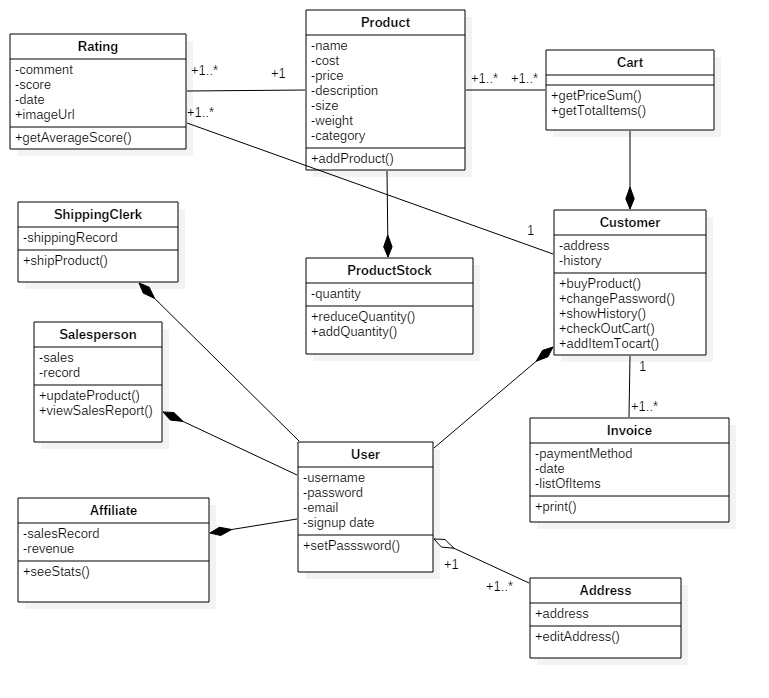 Product
-name
-cost
-price
-description
-size
-weight
-category
+addProduct()
Rating
-comment
-score
-date
+imageUrl
+getAverageScore()
+1..*
+1
+1..*
+1..*
+1..*
Cart
+getPriceSum()
+getTotalItems()
ShippingClerk
-shippingRecord
+shipProduct()
1
Customer
-address
-history
+buyProduct()
+changePassword()
+showHistory()
+checkOutCart()
+addItemTocart()
ProductStock
-quantity
+reduceQuantity()
+addQuantity()
Salesperson
-sales
-record
+updateProduct()
+viewSalesReport()
1
+1..*
Invoice
-paymentMethod
-date
-listOfItems
+print()
User
-username
-password
-email
-signup date
+setPasssword()
Affiliate
-salesRecord
-revenue
+seeStats()
+1
+1..*
Address
+address
+editAddress()